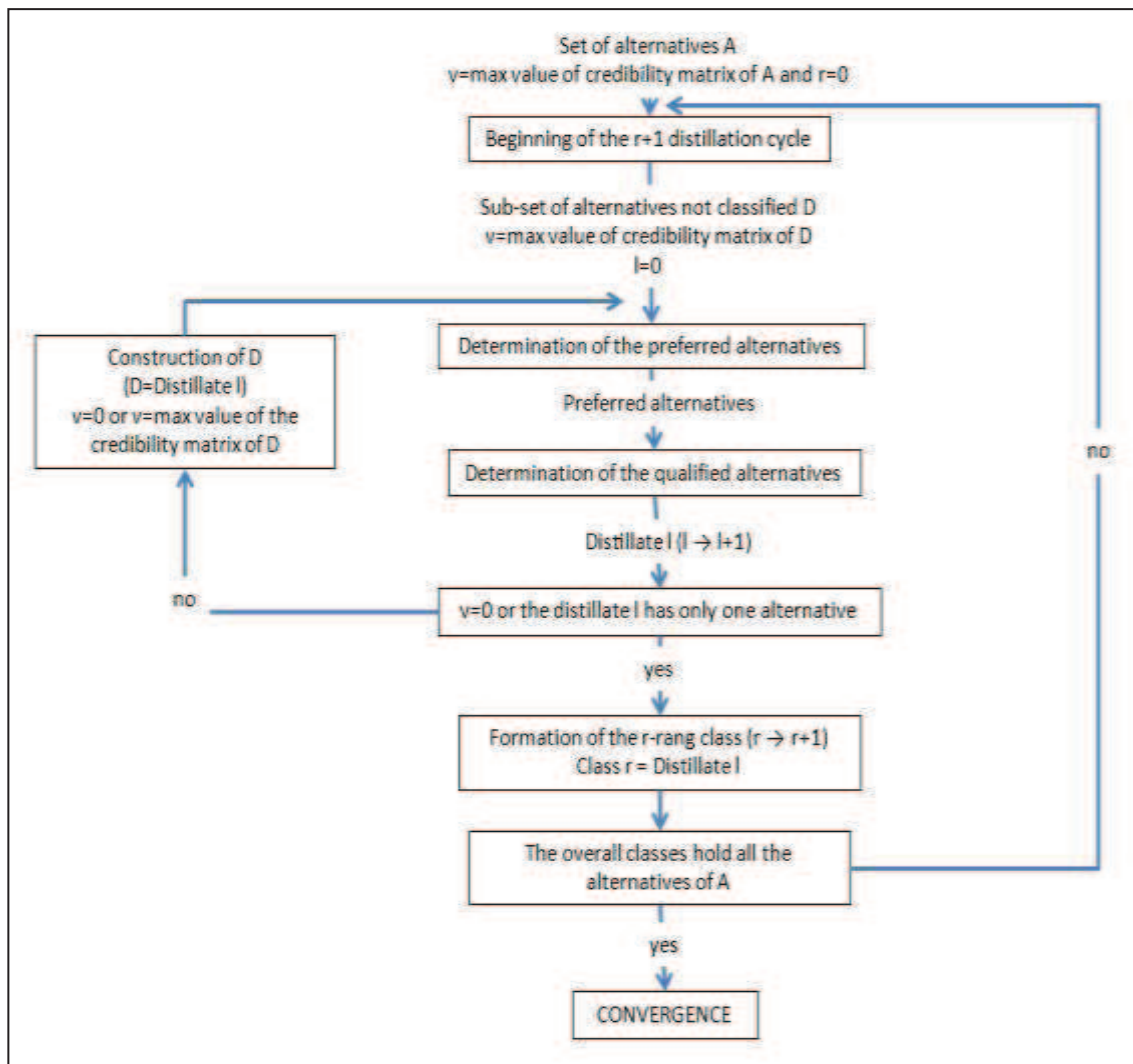 Set of alternatives A
v=max value of credibility matrix of A and r=0
Beginning of the r+1 distillation cycle
Sub-set of alternatives not classified D
v=max value of credibility matrix of D
l=0
Determination of the preferred alternatives
Construction of D
(D=Distillate l)
v=0 or v=max value of the
credibility matrix of D
Preferred alternatives
no
Determination of the qualified alternatives
Distillate l (l → l+1)
no
v=0 or the distillate l has only one alternative
yes
Formation of the r-rang class (r → r+1)
Class r = Distillate l
The overall classes hold all the
alternatives of A
yes
CONVERGENCE